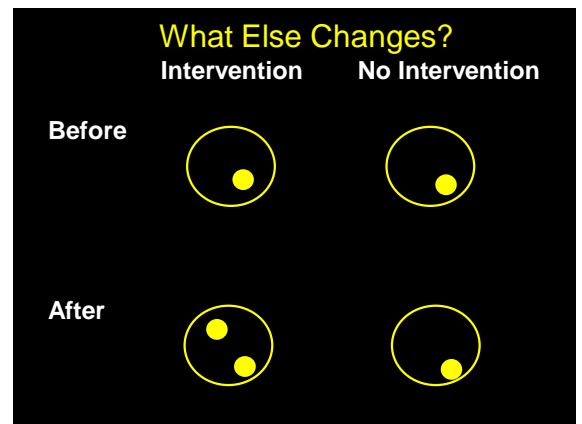 What Else Changes?
Intervention No Intervention
Before
After